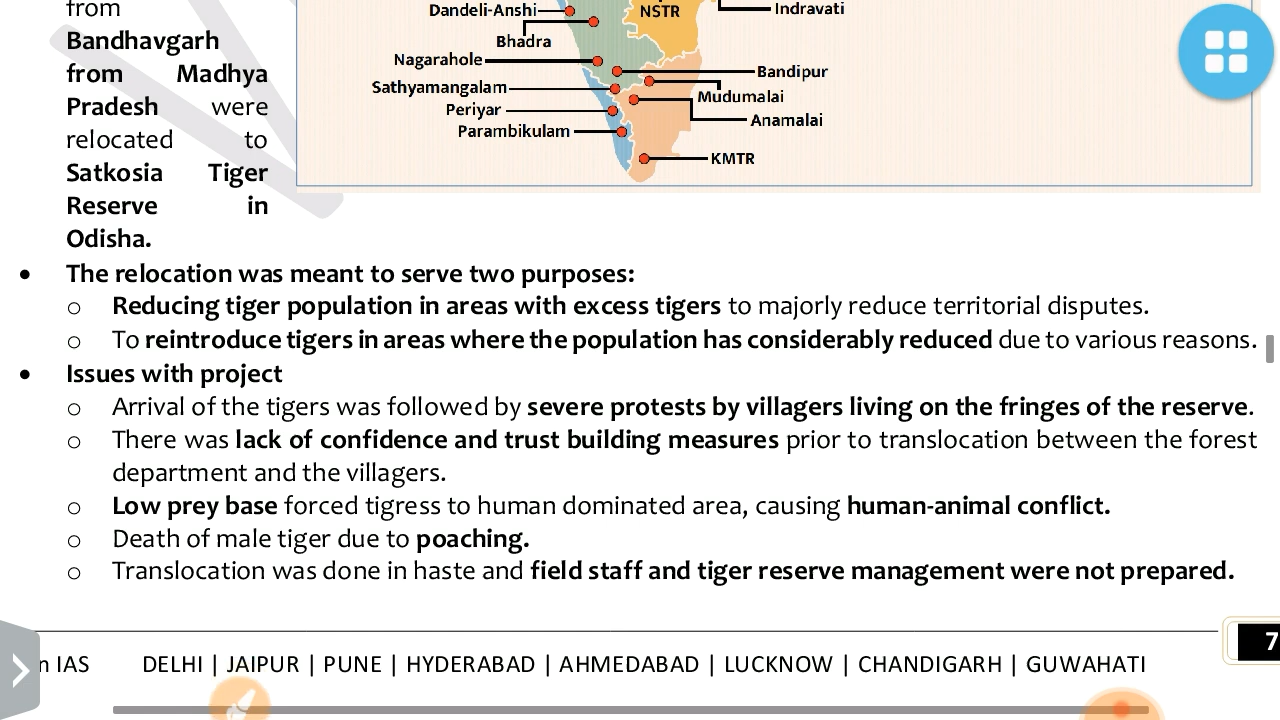 from
Bandhavgarh
from Madhya
Pradesh were
relocated to
Satkosia Tiger
Reserve in
Odisha.
Dandeli-Anshi
NSTR
Indravati
Bhadra
Nagarahole
Bandipur
Sathyamangalam
Mudumalai
Periyar
Anamalai
Parambikulam
KMTR
• The relocation was meant to serve two purposes:
o Reducing tiger population in areas with excess tigers to majorly reduce territorial disputes.
o To reintroduce tigers in areas where the population has considerably reduced due to various reasons.
• Issues with project
o Arrival of the tigers was followed by severe protests by villagers living on the fringes of the reserve.
o There was lack of confidence and trust building measures prior to translocation between the forest
department and the villagers.
o Low prey base forced tigress to human dominated area, causing human-animal conflict.
o Death of male tiger due to poaching.
o Translocation was done in haste and field staff and tiger reserve management were not prepared.
IAS DELHI | JAIPUR | PUNE | HYDERABAD | AHMEDABAD | LUCKNOW | CHANDIGARH | GUWAHATI
7